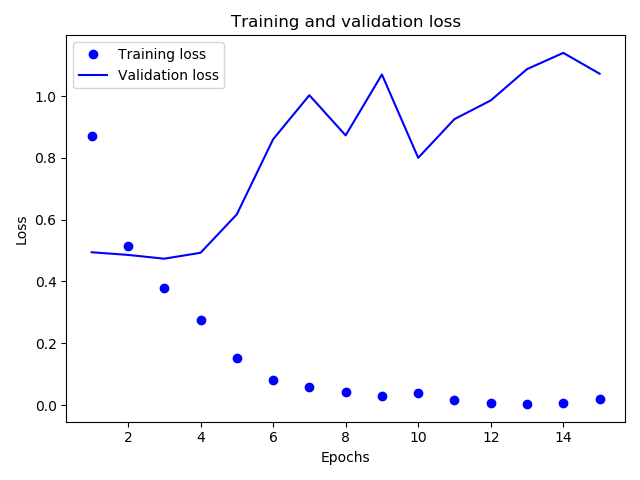 Training and validation loss
Training loss
Validation loss
Loss
1.0
0.8
0.6
0.4
0.2
0.0
2 4 6 8 10 12 14
Epochs